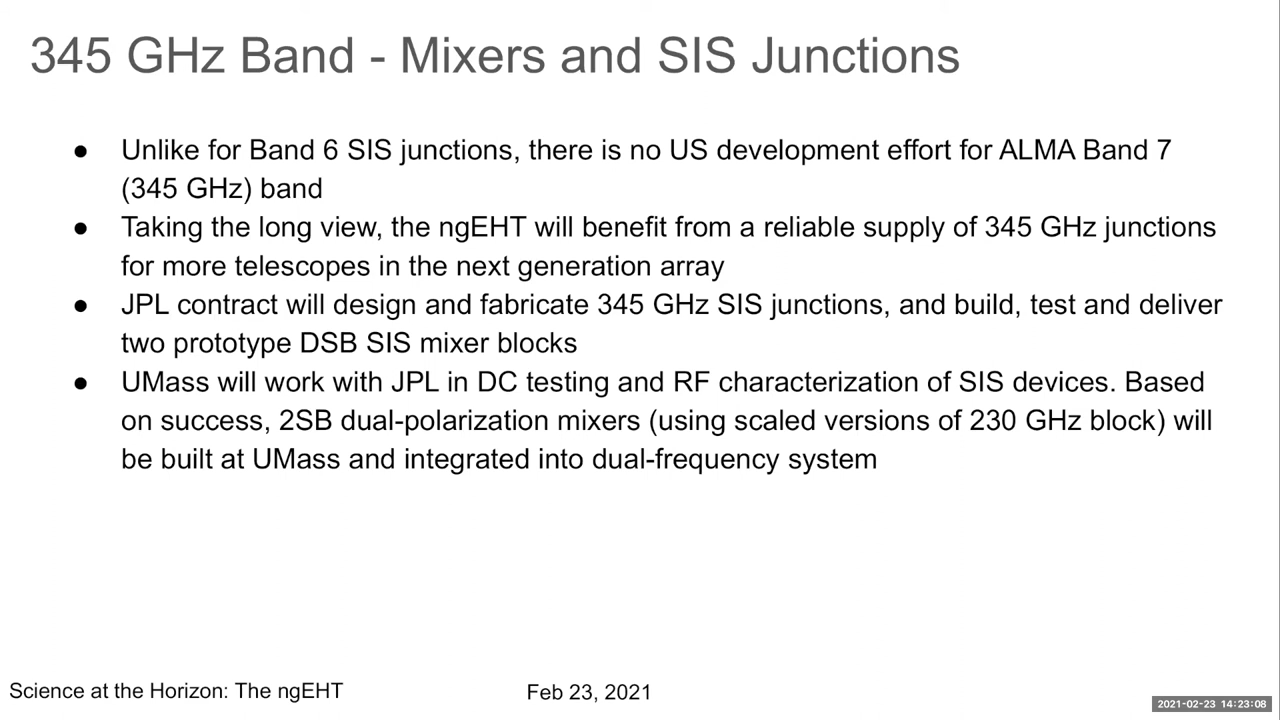 345 GHz Band - Mixers and SIS Junctions
● Unlike for Band 6 SIS junctions, there is no US development effort for ALMA Band 7
(345 GHz) band
● Taking the long view, the ngEHT will benefit from a reliable supply of 345 GHz junctions
for more telescopes in the next generation array
● JPL contract will design and fabricate 345 GHz SIS junctions, and build, test and deliver
two prototype DSB SIS mixer blocks
● UMass will work with JPL in DC testing and RF characterization of SIS devices. Based
on success, 2SB dual-polarization mixers (using scaled versions of 230 GHz block) will
be built at UMass and integrated into dual-frequency system
Science at the Horizon: The ngEHT
Feb 23, 2021
2021-02-23 14:23:08